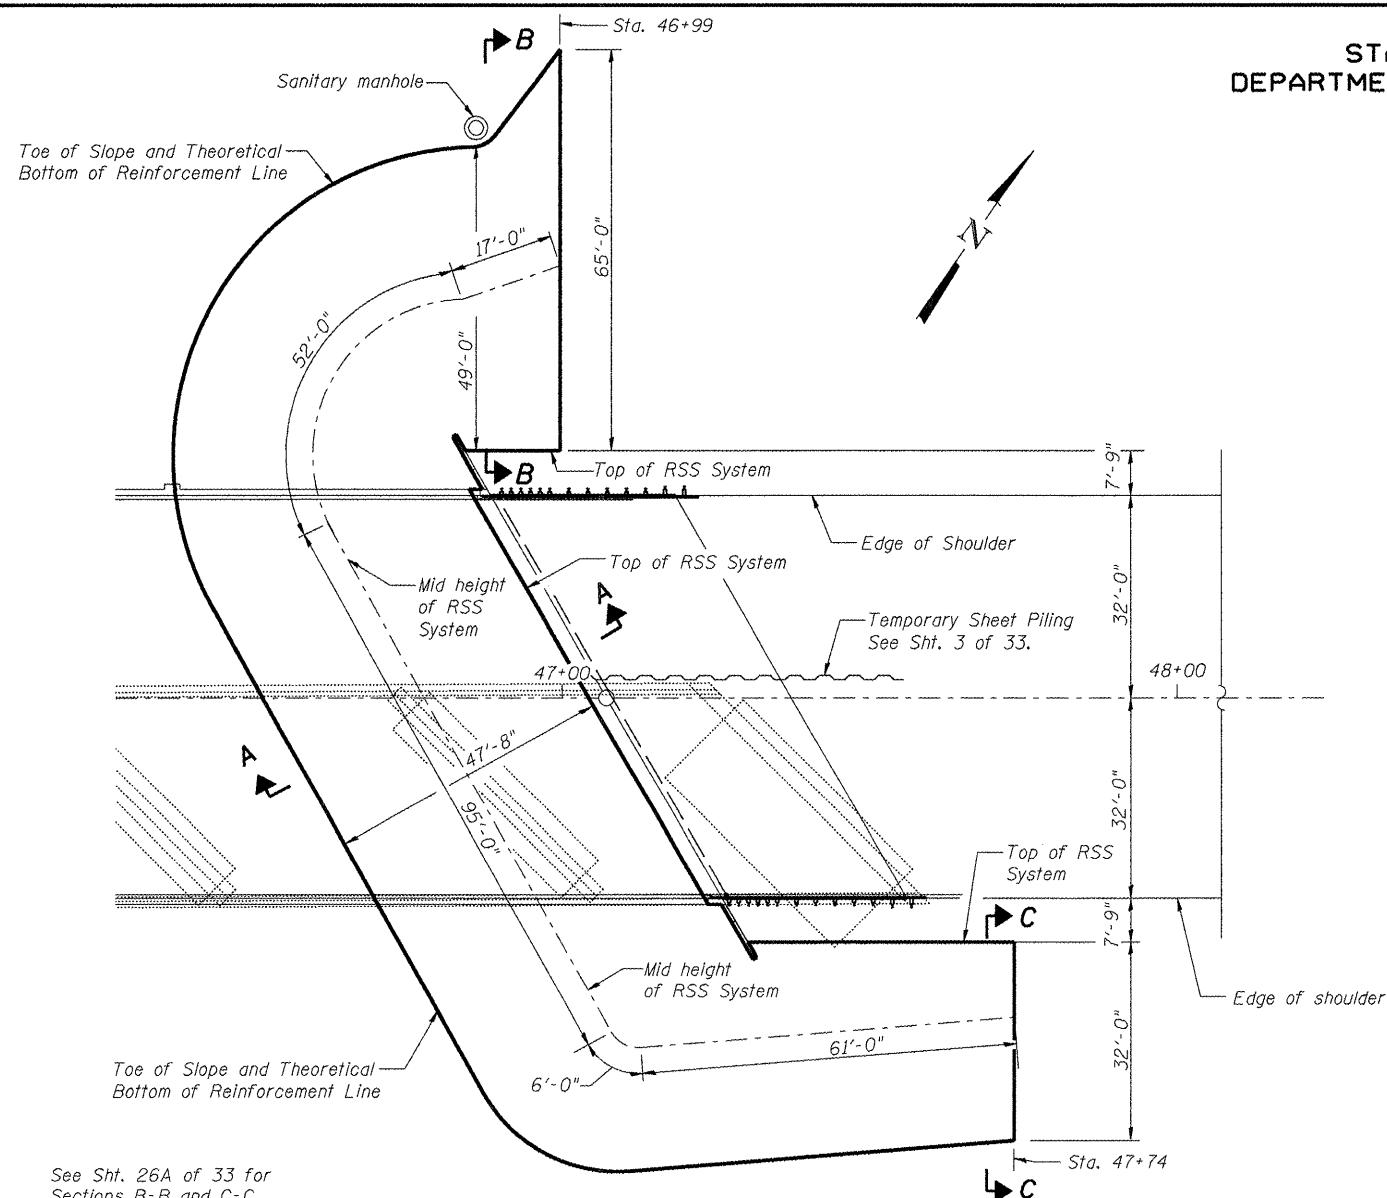 Sta. 46+99
B
STA
DEPARTME
Sanitary manhole
Toe of Slope and Theoretical
Bottom of Reinforcement Line
N
17'-0"
65'-0"
52'-0"
49'-0"
B
Top of RSS System
7'-9"
Edge of Shoulder
Top of RSS System
Mid height
of RSS
System
A
32'-0"
Temporary Sheet Piling
See Sht. 3 of 33.
47+00
48+00
A
47'-8"
95'-0"
32'-0"
Top of RSS
System
C
7'-9"
Mid height
of RSS System
Edge of shoulder
61'-0"
32'-0"
Toe of Slope and Theoretical
Bottom of Reinforcement Line
6'-0"
Sta. 47+74
See Sht. 26A of 33 for
Sections B-B and C-C
C